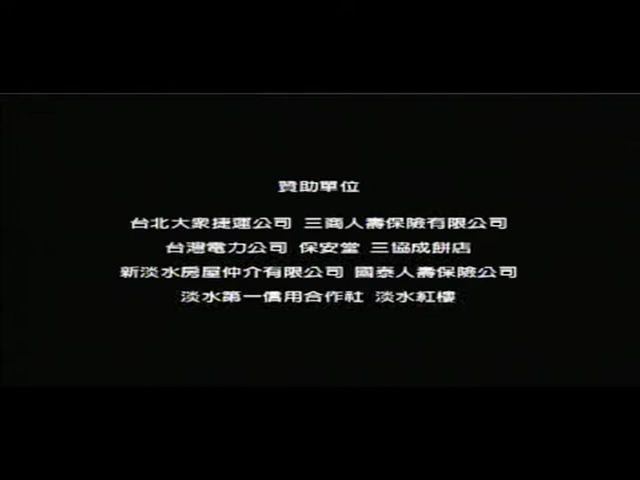 贊助單位
台北大眾捷運公司 三商人壽保險有限公司
台灣電力公司 保安堂 三協成餅店
新淡水房屋仲介有限公司 國泰人壽保險公司
淡水第一信用合作社 淡水紅樓